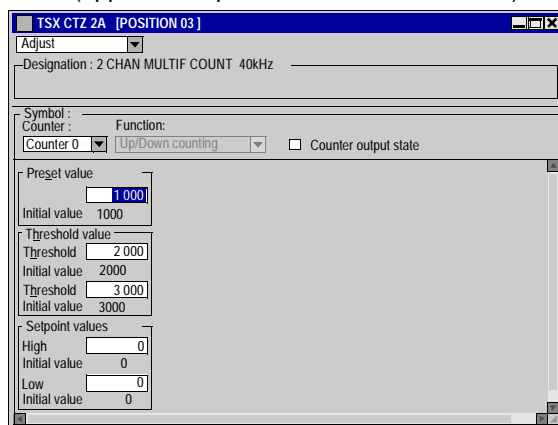 TSX CTZ 2A [POSITION 03 ]
Adjust
Designation : 2 CHAN MULTIF COUNT 40kHz
Symbol :
Counter : Function:
Counter 0 Up/Down counting Counter output state
Preset value
1 000
Initial value 1000
Threshold value
Threshold 2 000
Initial value 2000
Threshold 3 000
Initial value 3000
Setpoint values
High 0
Initial value 0
Low 0
Initial value 0